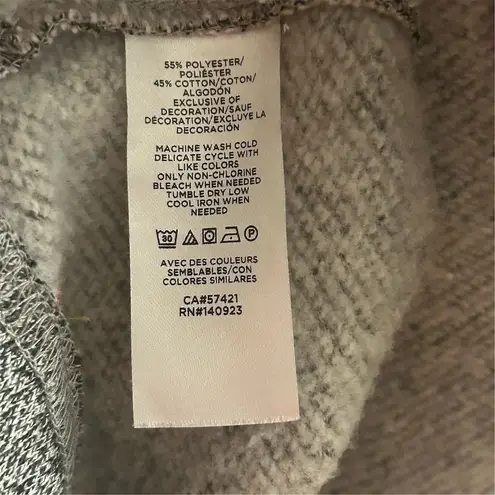 55% POLYESTER/
POLIÈSTER
45% COTTON/COTON/
ALGODÓN
EXCLUSIVE OF
DECORATION/SAUF
DÉCORATION/EXCLUYE LA
DECORACIÓN
MACHINE WASH COLD
DELICATE CYCLE WITH
LIKE COLORS
ONLY NON-CHLORINE
BLEACH WHEN NEEDED
TUMBLE DRY LOW
COOL IRON WHEN
NEEDED
30 P
AVEC DES COULEURS
SEMBLABLES/CON
COLORES SIMILARES
CA#57421
RN#140923